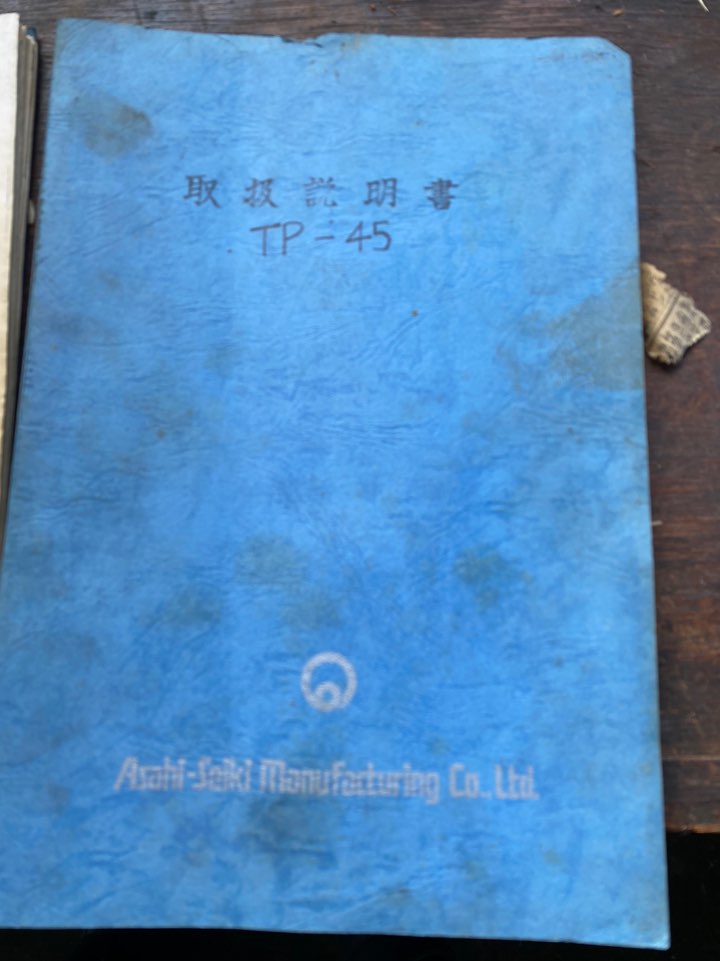 取扱説明書
TP-45
Asahi-Seiki Manufacturing Co., Ltd.